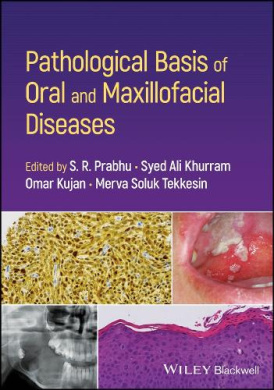 Pathological Basis of
Oral and Maxillofacial
Diseases
Edited by S. R. Prabhu · Syed Ali Khurram
Omar Kujan · Merva Soluk Tekkesin
WILEY Blackwell